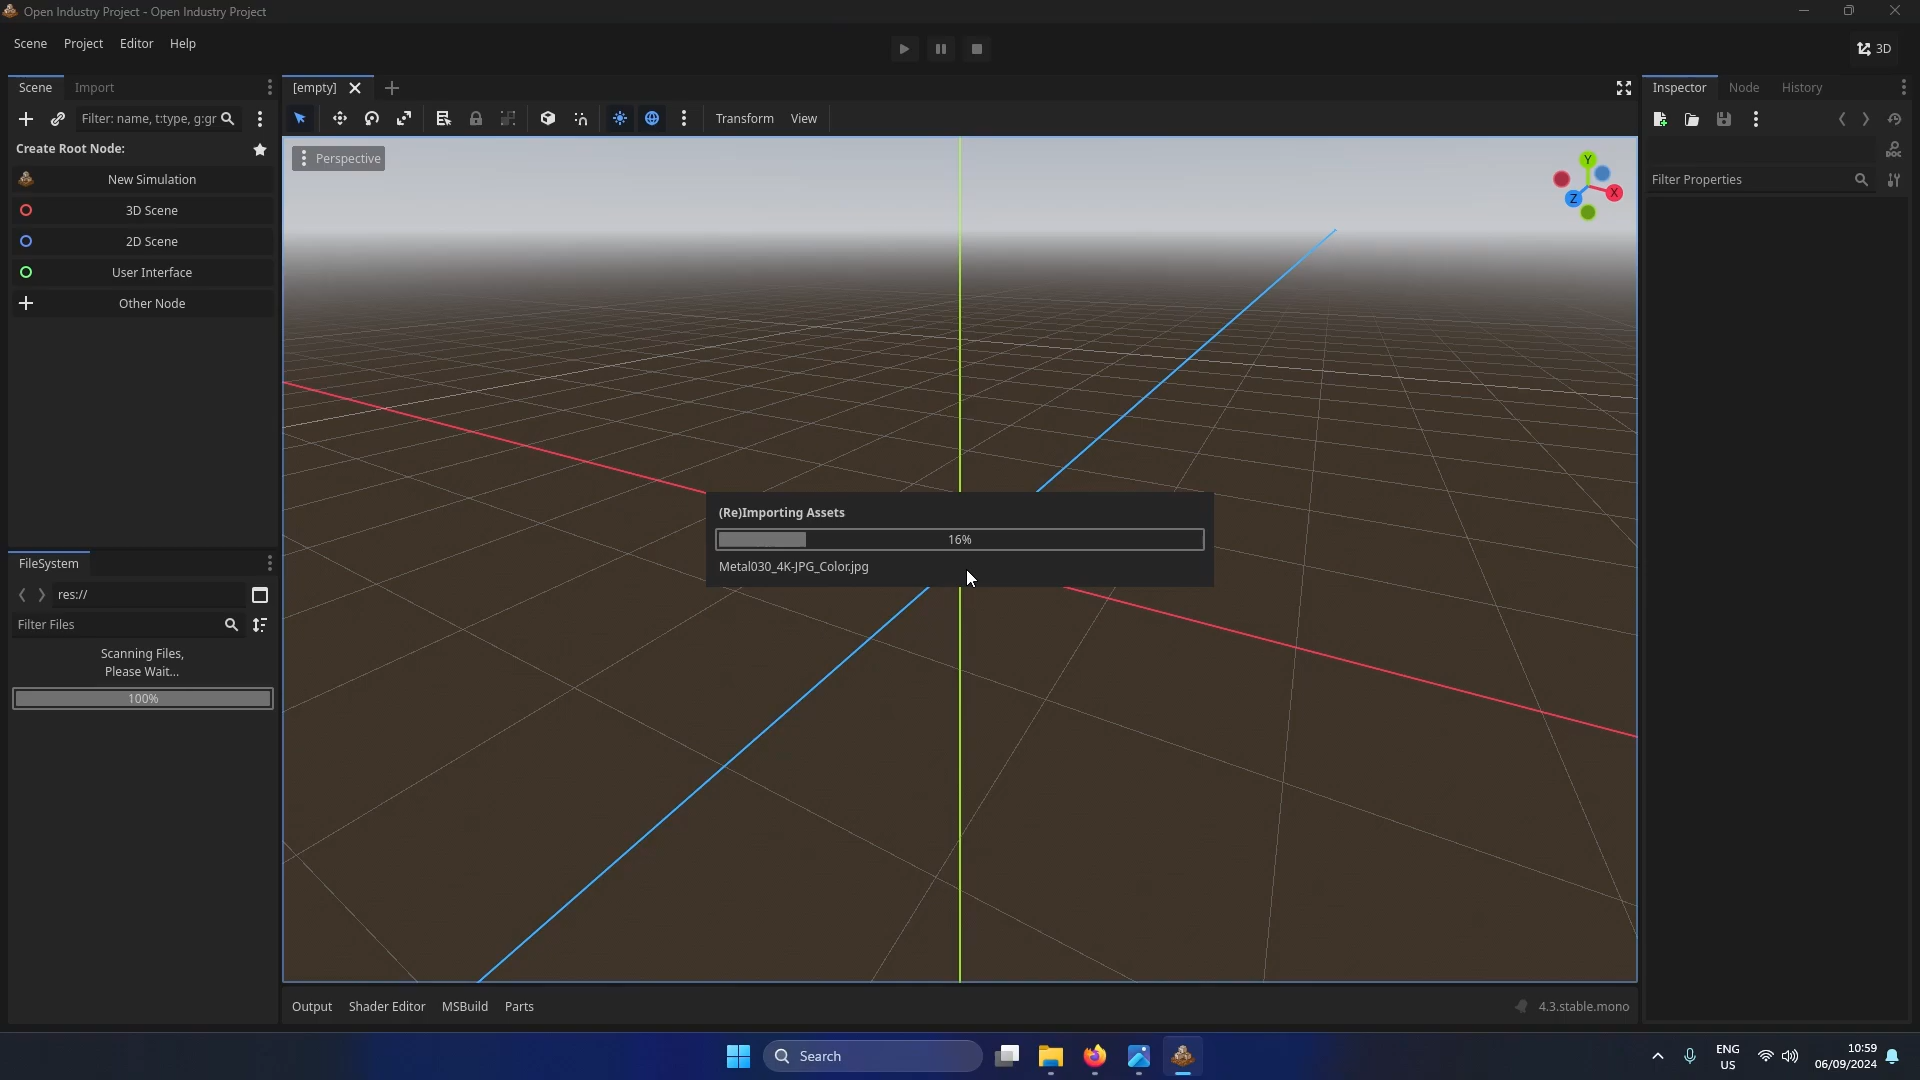 Open Industry Project - Open Industry Project
Scene Project Editor Help
3D
Scene Import
[empty]
Inspector Node History
Filter: name, t:type, g:gr
Transform View
Create Root Node:
Perspective
New Simulation
3D Scene
2D Scene
User Interface
Other Node
Y
X
Z
DOC
Filter Properties
(Re)Importing Assets
16%
Metal030_4K-JPG_Color.jpg
FileSystem
res://
Filter Files
Scanning Files,
Please Wait...
100%
Output Shader Editor MSBuild Parts
4.3.stable.mono
Search
ENG
US
10:59
06/09/2024